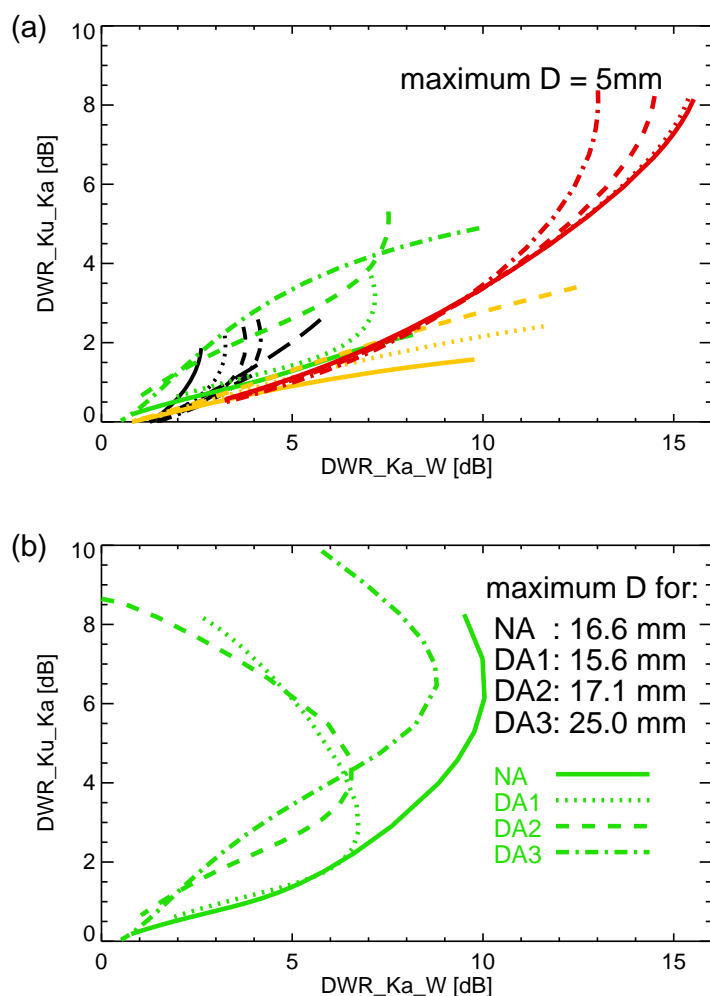 (a)
10
8
6
4
2
0
DWR_Ku_Ka [dB]
maximum D = 5mm
0
5
10
15
DWR_Ka_W [dB]
(b)
10
8
6
4
2
0
DWR_Ku_Ka [dB]
maximum D for:
NA : 16.6 mm
DA1: 15.6 mm
DA2: 17.1 mm
DA3: 25.0 mm
NA
DA1
DA2
DA3
0
5
10
15
DWR_Ka_W [dB]